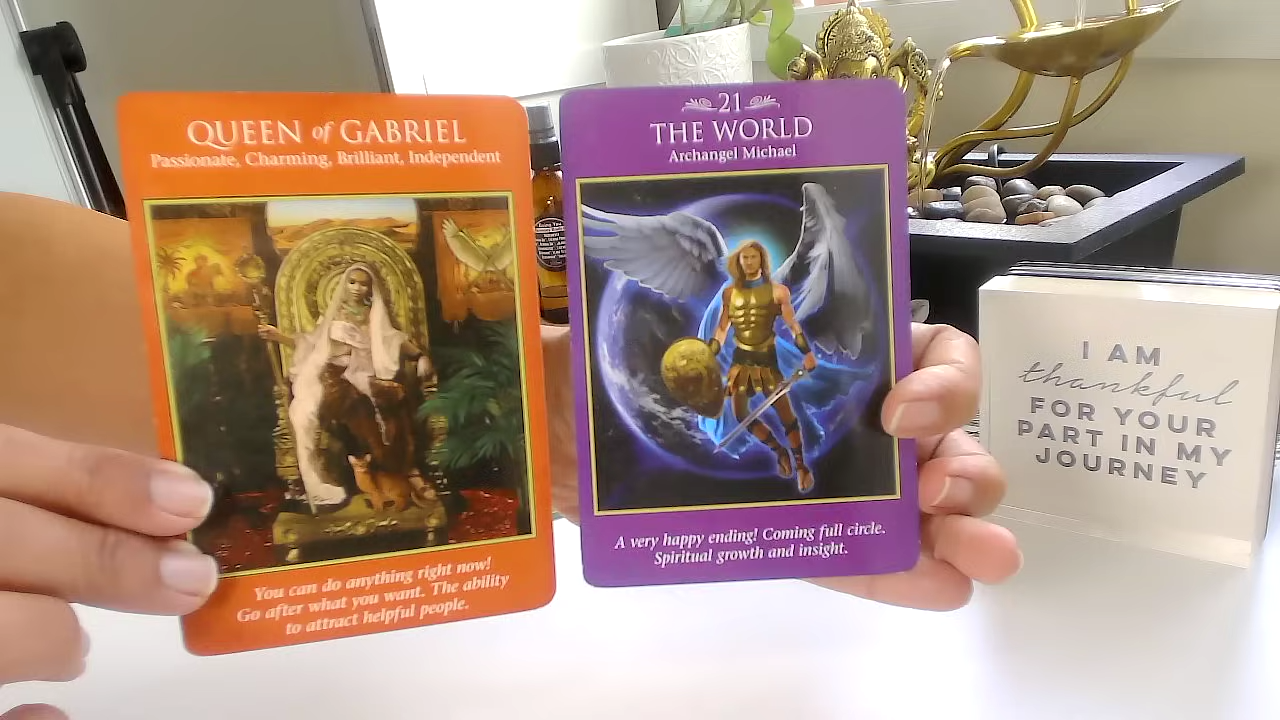 QUEEN of GABRIEL
Passionate, Charming, Brilliant, Independent
You can do anything right now!
Go after what you want. The ability
to attract helpful people.
21
THE WORLD
Archangel Michael
A very happy ending! Coming full circle.
Spiritual growth and insight.
I AM
thankful
FOR YOUR
PART IN MY
JOURNEY